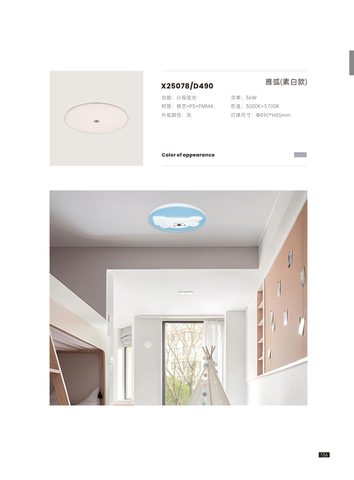 雅弧(素白款)
X25078/D490
功能：分段变光
功率：36W
材质：铁艺+PS+PMMA
色温：3000K+5700K
外观颜色：灰
灯体尺寸：Φ490*H85mm
Color of appearance
156